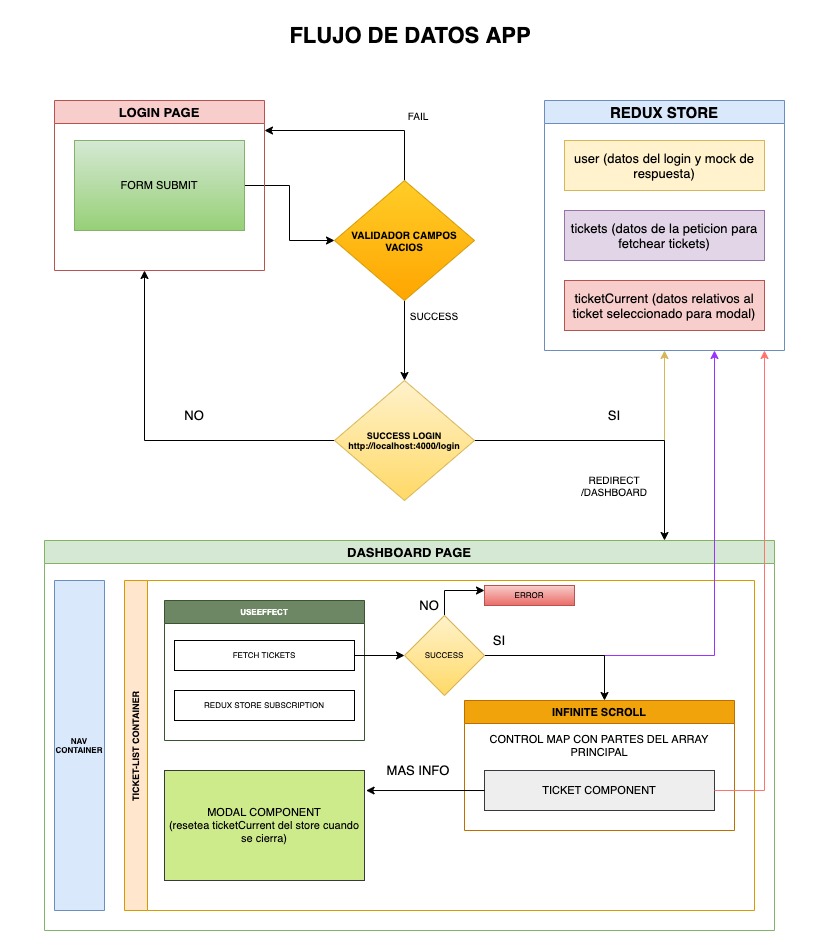 FLUJO DE DATOS APP
LOGIN PAGE
FORM SUBMIT
FAIL
VALIDADOR CAMPOS
VACIOS
SUCCESS
REDUX STORE
user (datos del login y mock de
respuesta)
tickets (datos de la peticion para
fetchear tickets)
ticketCurrent (datos relativos al
ticket seleccionado para modal)
NO
SUCCESS LOGIN
http://localhost:4000/login
SI
REDIRECT
/DASHBOARD
DASHBOARD PAGE
NAV
CONTAINER
TICKET-LIST CONTAINER
USEEFFECT
FETCH TICKETS
REDUX STORE SUBSCRIPTION
NO
ERROR
SUCCESS
SI
INFINITE SCROLL
CONTROL MAP CON PARTES DEL ARRAY
PRINCIPAL
TICKET COMPONENT
MAS INFO
MODAL COMPONENT
(resetea ticketCurrent del store cuando
se cierra)